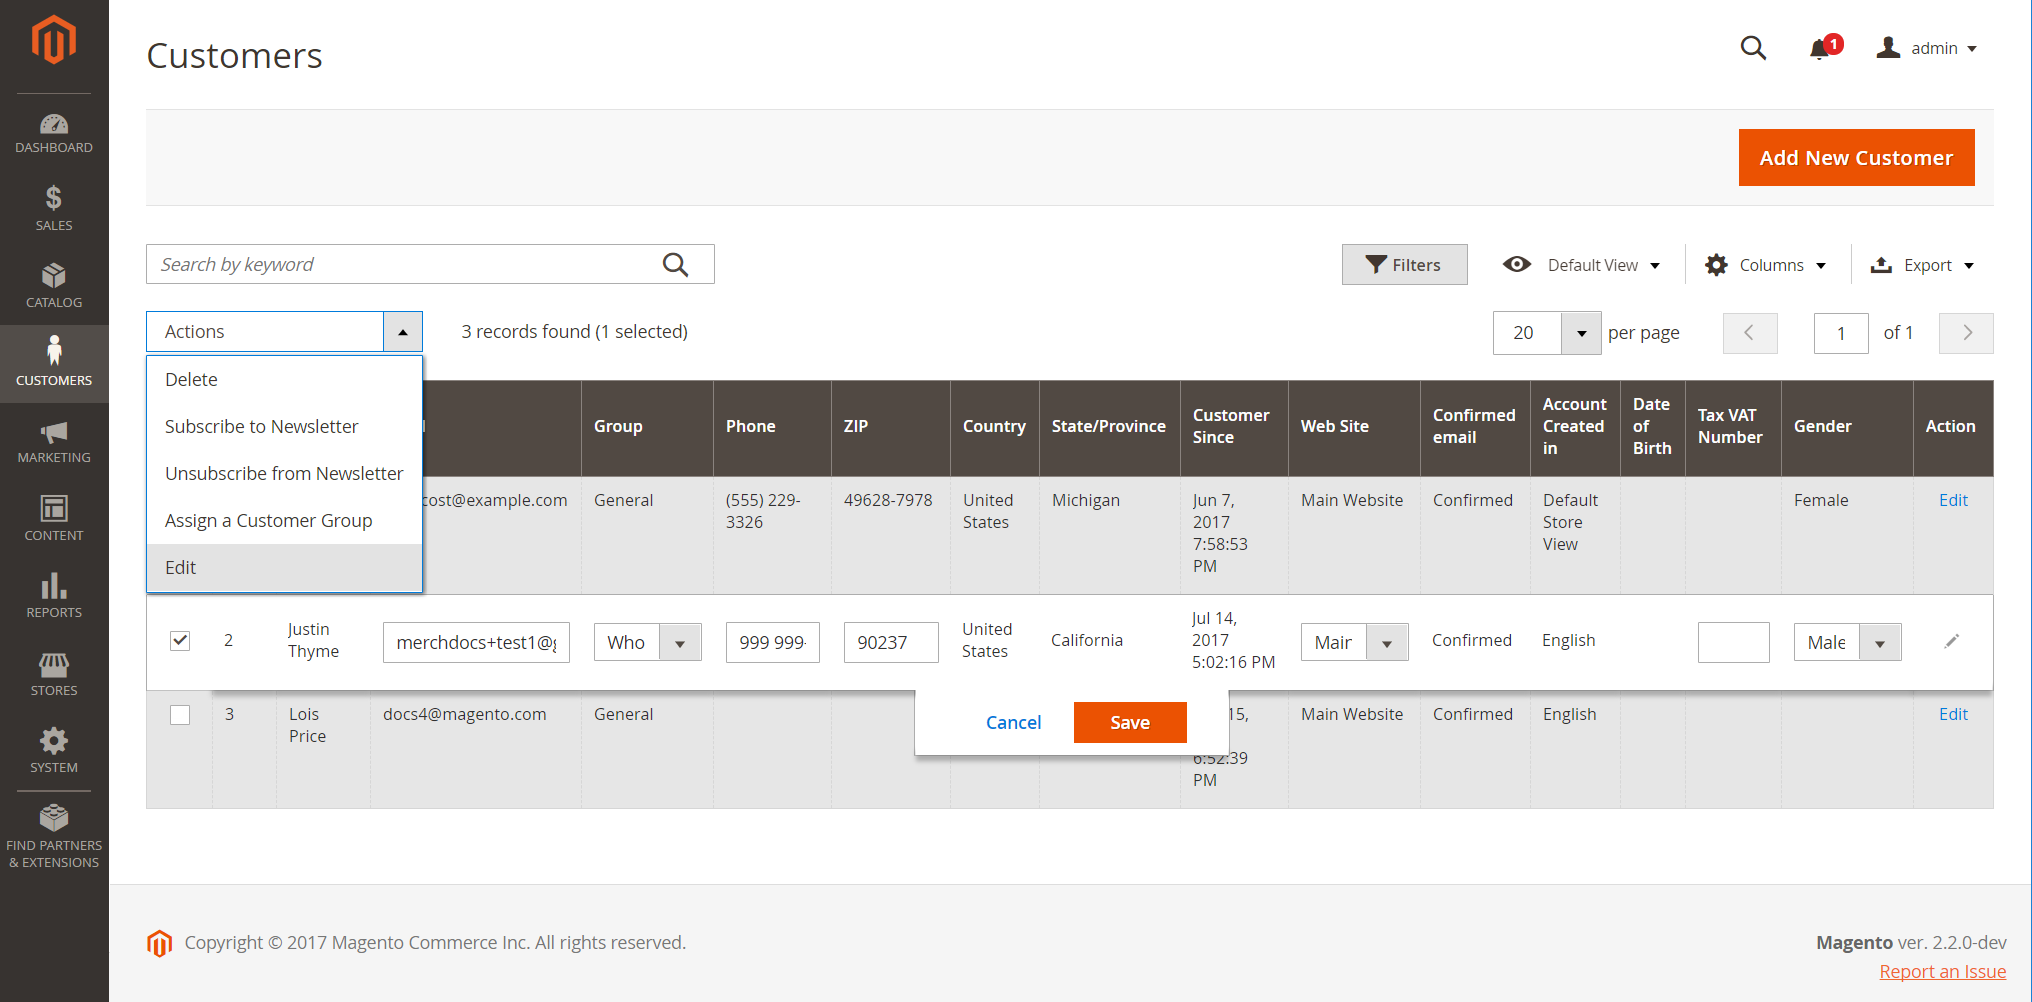 Customers
1
admin
DASHBOARD
SALES
CATALOG
CUSTOMERS
MARKETING
CONTENT
REPORTS
STORES
SYSTEM
FIND PARTNERS
& EXTENSIONS
Add New Customer
Search by keyword
Filters
Default View
Columns
Export
Actions
3 records found (1 selected)
20
per page
1
of 1
Delete
Subscribe to Newsletter
Unsubscribe from Newsletter
Assign a Customer Group
Edit
Group
Phone
ZIP
Country
State/Province
Customer
Since
Web Site
Confirmed
email
Account
Created
in
Date
of
Birth
Tax VAT
Number
Gender
Action
cost@example.com
General
(555) 229-
3326
49628-7978
United
States
Michigan
Jun 7,
2017
7:58:53
PM
Main Website
Confirmed
Default
Store
View
Female
Edit
2
Justin
Thyme
merchdocs+test1@
Who
999 999-
90237
United
States
California
Jul 14,
2017
5:02:16 PM
Main
Confirmed
English
Male
3
Lois
Price
docs4@magento.com
General
15,
6:52:39
PM
Main Website
Confirmed
English
Edit
Cancel
Save
Copyright © 2017 Magento Commerce Inc. All rights reserved.
Magento ver. 2.2.0-dev
Report an Issue